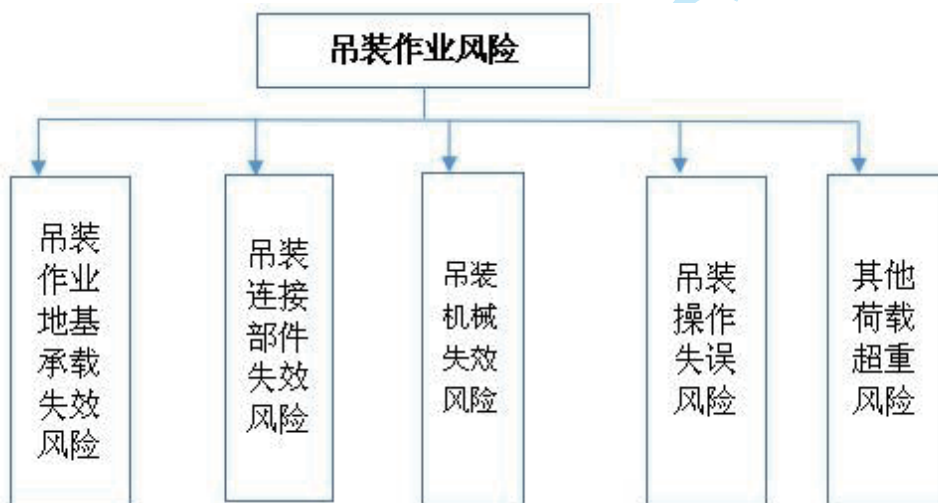 吊装作业风险
吊装
作业
地基
承载
失效
风险
吊装
连接
部件
失效
风险
吊装
机械
失效
风险
吊装
操作
失误
风险
其他
荷载
超重
风险